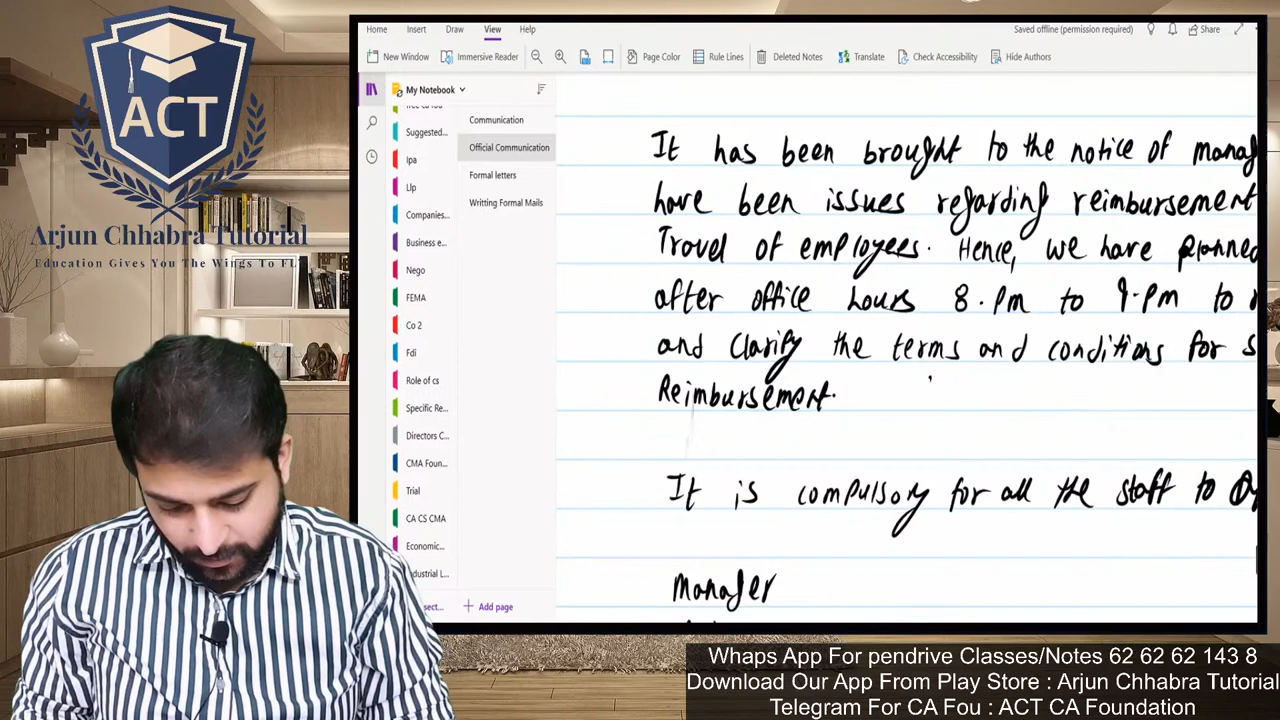 ACT
Arjun Chhabra Tutorial
Education Gives You The Wings To
Home Insert Draw View Help
Saved offline (permission required) Share
New Window Immersive Reader Page Color Rule Lines Deleted Notes Translate Check Accessibility Hide Authors
My Notebook
Suggested...
Ipa
Llp
Companies...
Business e...
Nego
FEMA
Co 2
Fdi
Role of cs
Specific Re...
Directors C...
CMA Foun...
Trial
CA CS CMA
Economic...
Communication
Official Communication
Formal letters
Writting Formal Mails
Add page
It has been brought to the notice of manag
have been issues regarding reimbursement
Travel of employees. Hence, we have planned
after office hours 8.Pm to 9.Pm to
and Clarify the terms and conditions for S
Reimbursement.
It is compulsory for all the staff to
Manager
Whaps App For pendrive Classes/Notes 62 62 62 143 8
Download Our App From Play Store : Arjun Chhabra Tutorial
Telegram For CA Fou : ACT CA Foundation